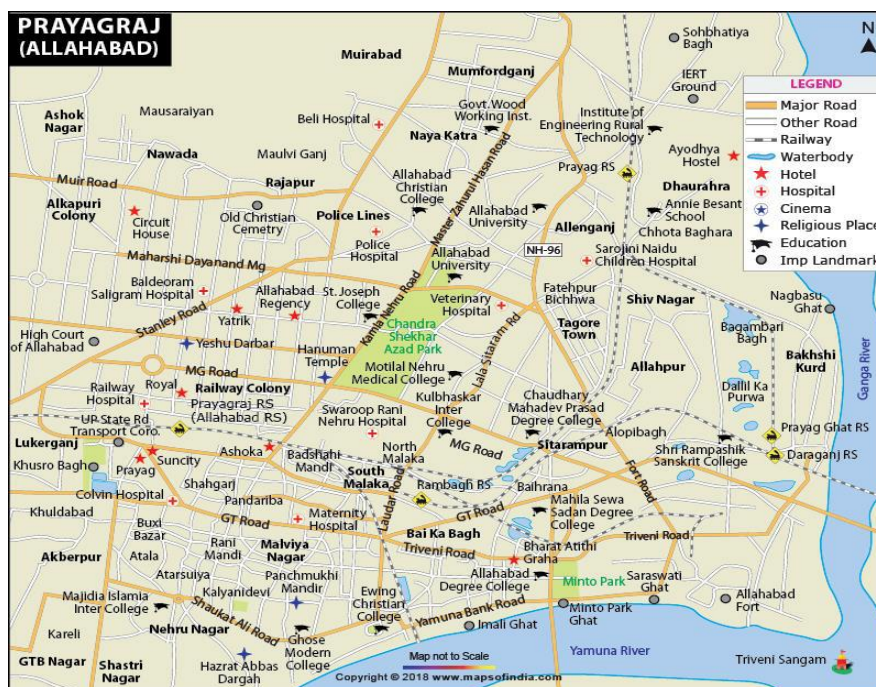 PRAYAGRAJ
(ALLAHABAD)
N
Sohbhatiya
Bagh
Muirabad
Mumfordganj
IERT
Ground
LEGEND
Major Road
Other Road
Railway
Waterbody
Hotel
Hospital
Cinema
Religious Place
Education
Imp Landmark
Ashok
Nagar
Mausaraiyan
Beli Hospital
Govt.Wood
Working Inst.
Naya Katra
Institute of
Engineering Rural
Technology
Ayodhya
Hostel
Nawada
Maulvi Ganj
Allahabad
Christian
College
Master Zahurul Hasan Road
Prayag RS
Dhaurahra
Muir Road
Rajapur
Alkapuri
Colony
Circuit
House
Old Christian
Cemetry
Police Lines
Police
Hospital
Allahabad
University
Allenganj
Annie Besant
School
Chhota Baghara
Maharshi Dayanand Mg
Allahabad
University
NH-96
Sarojini Naidu
Children Hospital
Baldeoram
Saligram Hospital
Allahabad
Regency
St. Joseph
College
Kamla Nehru Road
Veterinary
Hospital
Fatehpur
Bichhwa
Shiv Nagar
Nagbasu
Ghat
Stanley Road
Yatrik
Chandra
Shekhar
Azad Park
Lala Sitaram Rd
Tagore
Town
Bagambari
Bagh
High Court
of Allahabad
Yeshu Darbar
Hanuman
Temple
Motilal Nehru
Medical College
Allahpur
Bakhshi
Kurd
Ganga River
MG Road
Railway
Hospital
Royal
Railway Colony
Prayagraj RS
(Allahabad RS)
Swaroop Rani
Nehru Hospital
Kulbhaskar
Inter
College
Chaudhary
Mahadev Prasad
Degree College
Dallil Ka
Purwa
UP State Rd
Transport Coro.
Lukerganj
Ashoka
Badshahi
Mandi
North
Malaka
MG Road
Sitarampur
Alopibagh
Prayag Ghat RS
Khusro Bagh
Prayag
Suncity
South
Malaka
Rambagh RS
Baihrana
Shri Rampashik
Sanskrit College
Daraganj RS
Colvin Hospital
Shahganj
Pandariba
Laudar Road
Fort Road
Khuldabad
GT Road
Maternity
Hospital
GT Road
Mahila Sewa
Sadan Degree
College
Buxi
Bazar
Rani
Mandi
Malviya
Nagar
Bai Ka Bagh
Triveni Road
Triveni Road
Akberpur
Atala
Bharat Atithi
Graha
Atarsuiya
Kalyanidevi
Panchmukhi
Mandir
Allahabad
Degree College
Minto Park
Saraswati
Ghat
Majidia Islamia
Inter College
Shaukat Ali Road
Ewing
Christian
College
Yamuna Bank Road
Allahabad
Fort
Kareli
Nehru Nagar
Ghose
Modern
College
Imali Ghat
Minto Park
Ghat
GTB Nagar
Shastri
Nagar
Hazrat Abbas
Dargah
Map not to Scale
Yamuna River
Triveni Sangam
Copyright © 2018 www.mapsofindia.com